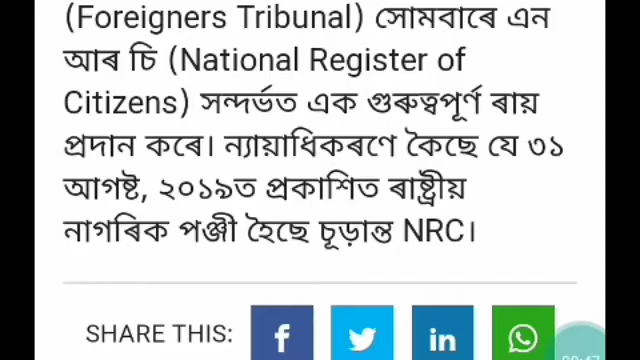 (Foreigners Tribunal) সোমবাৰে এন
আৰ চি (National Register of
Citizens) সন্দৰ্ভত এক গুৰুত্বপূৰ্ণ ৰায়
প্ৰদান কৰে। ন্যায়াধিকৰণে কৈছে যে ৩১
আগষ্ট, ২০১৯ত প্ৰকাশিত ৰাষ্ট্ৰীয়
নাগৰিক পঞ্জী হৈছে চূড়ান্ত NRC।
SHARE THIS: